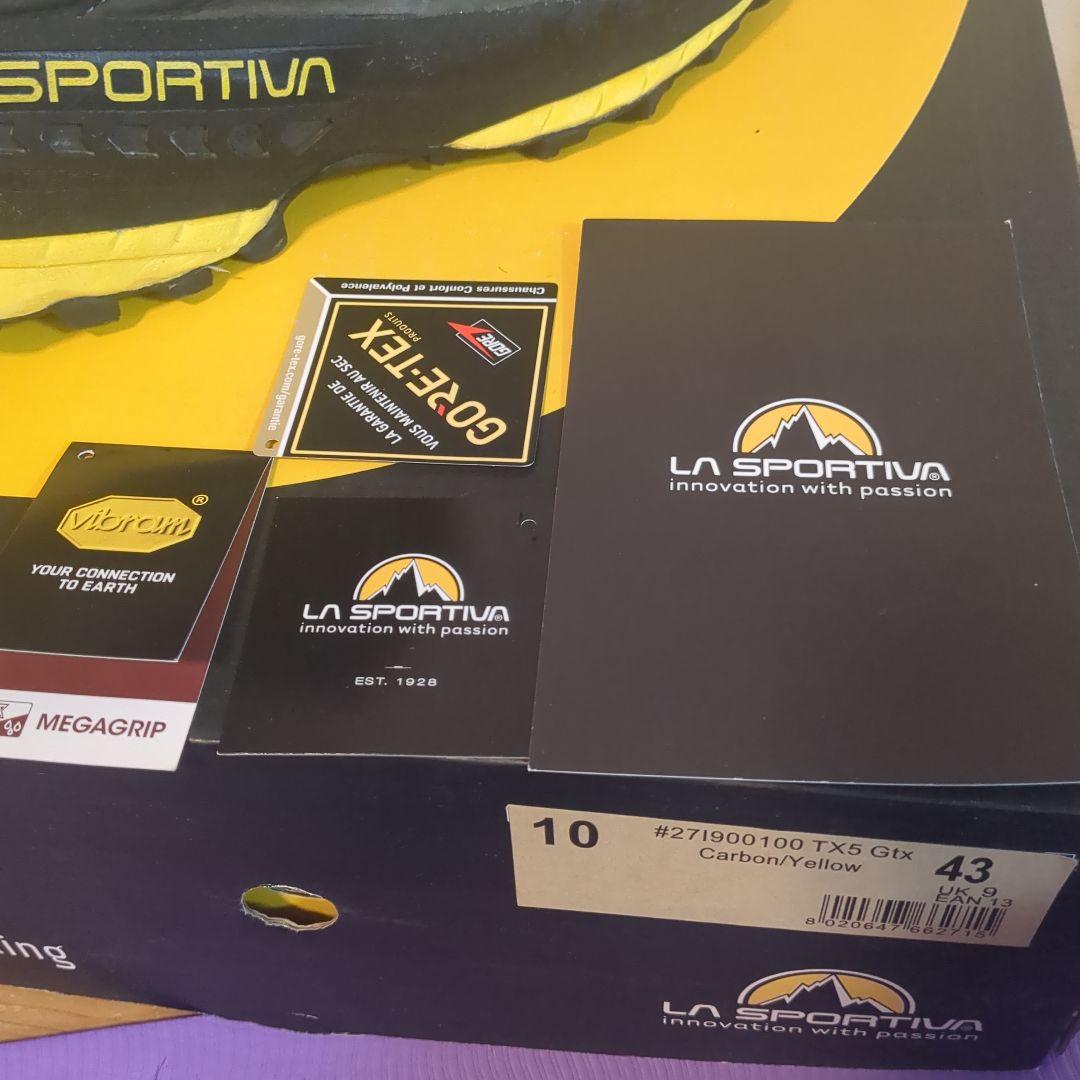 SPORTIVA
Chaussures Confort et Polyvalence
gore-tex.com/garantie
GORE
GORE-TEX
PRODUITS
LA GARANTIE DE
VOUS MAINTENIR AU SEC
vibram®
YOUR CONNECTION
TO EARTH
MEGAGRIP
LA SPORTIVA®
innovation with passion
EST. 1928
LA SPORTIVA®
innovation with passion
10
#27I900100 TX5 Gtx
Carbon/Yellow
43
UK 9
EAN 13
8 020647 662715
LA SPORTIVA®
innovation with passion